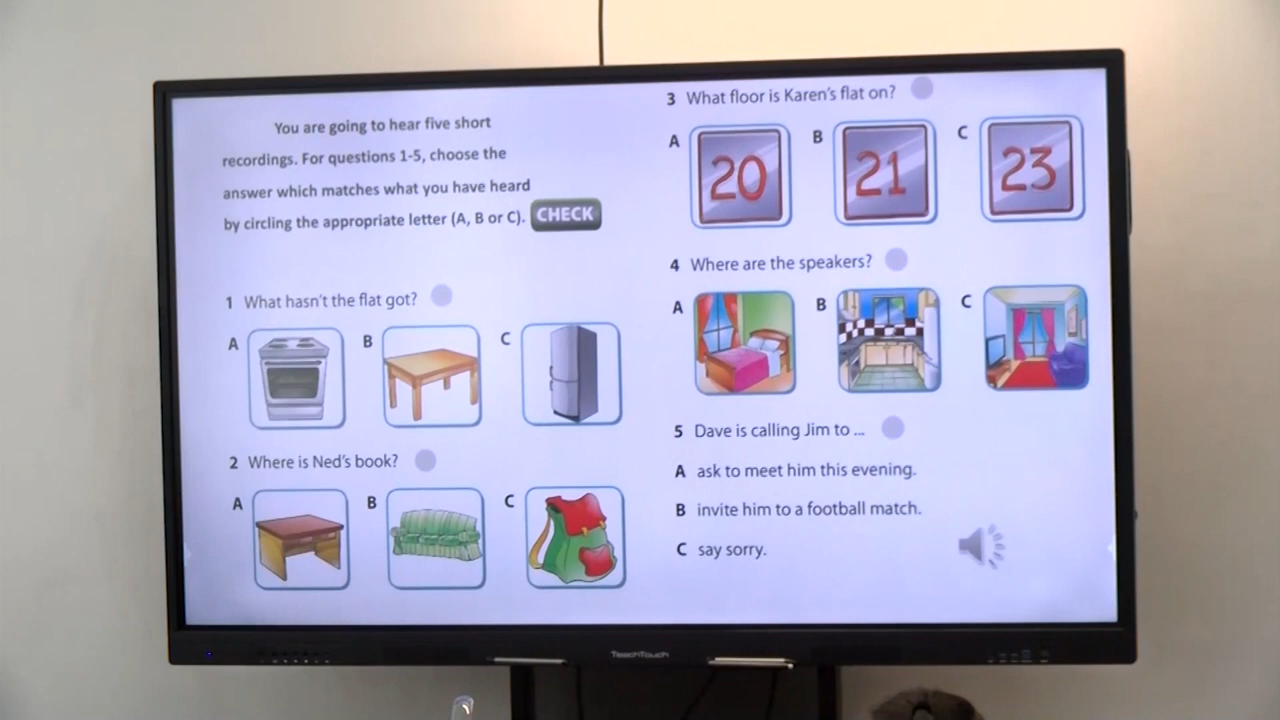 You are going to hear five short
recordings. For questions 1-5, choose the
answer which matches what you have heard
by circling the appropriate letter (A, B or C).
CHECK
1 What hasn't the flat got?
A B C
2 Where is Ned's book?
A B C
3 What floor is Karen's flat on?
A 20 B 21 C 23
4 Where are the speakers?
A B C
5 Dave is calling Jim to ...
A ask to meet him this evening.
B invite him to a football match.
C say sorry.
TeachTouch